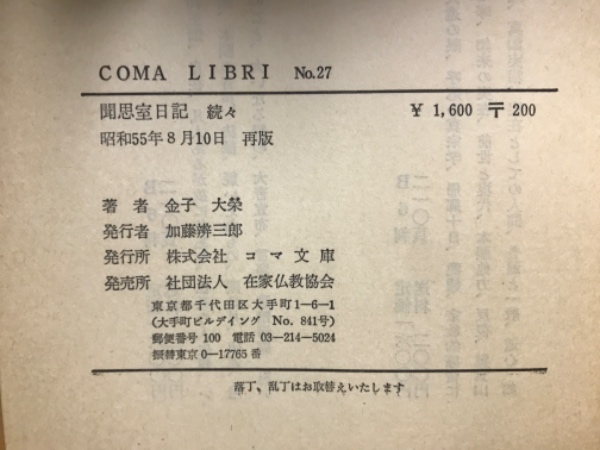 COMA LIBRI No.27
聞思室日記 続々 ¥ 1,600 〒 200
昭和55年8月10日 再版
著者 金子 大栄
発行者 加藤辨三郎
発行所 株式会社 コマ文庫
発売所 社団法人 在家仏教協会
東京都千代田区大手町1―6―1
(大手町ビルデイング No. 841号)
郵便番号 100 電話 03―214―5024
振替東京0―17765 番
落丁、乱丁はお取替えいたします